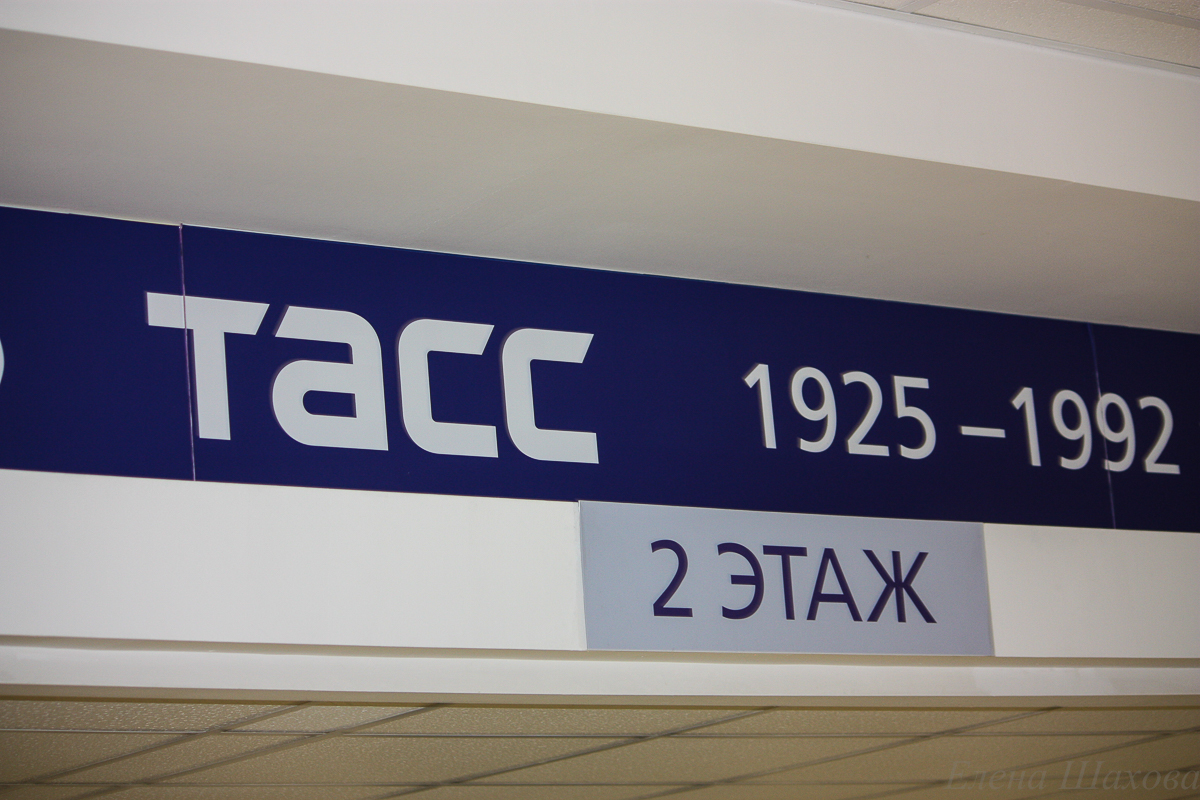 тасс 1925 – 1992
2 ЭТАЖ
Елена Шахова